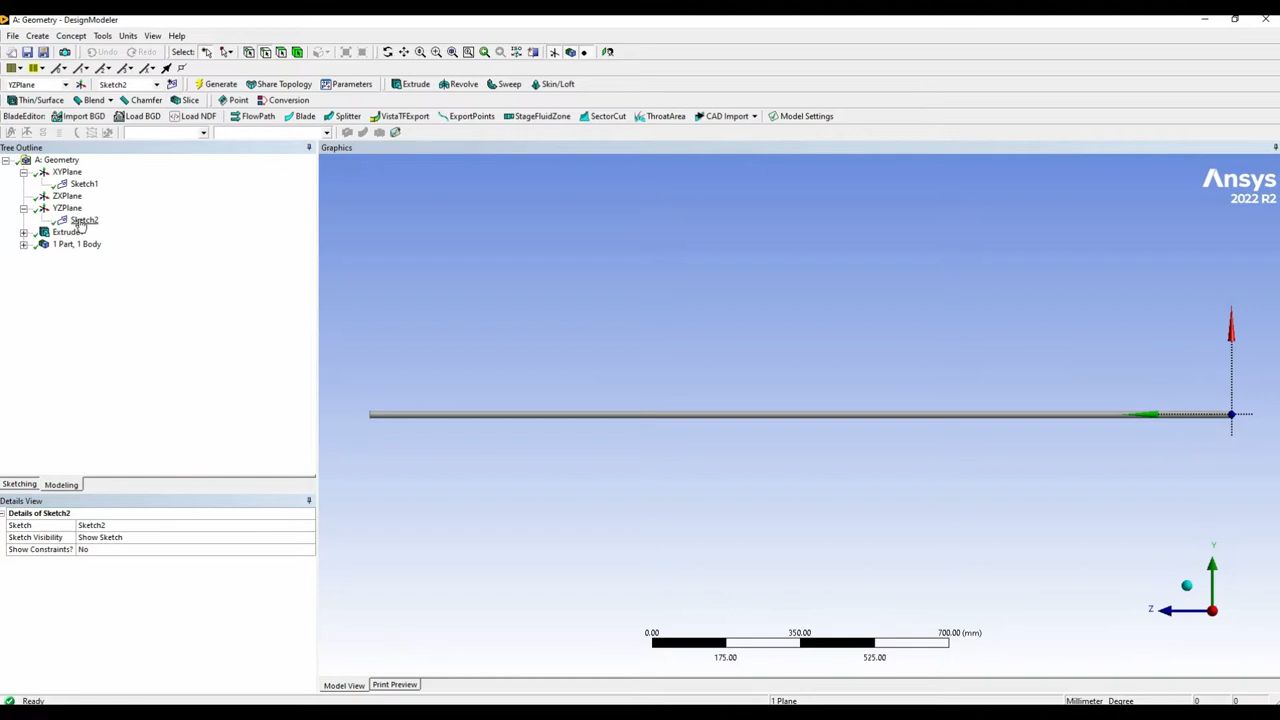 A: Geometry - DesignModeler
File Create Concept Tools Units View Help
Undo Redo Select:
YZPlane Sketch2 Generate Share Topology Parameters Extrude Revolve Sweep Skin/Loft
Thin/Surface Blend Chamfer Slice Point Conversion
BladeEditor: Import BGD Load BGD Load NDF FlowPath Blade Splitter VistaTFExport ExportPoints StageFluidZone SectorCut ThroatArea CAD Import Model Settings
Tree Outline
Graphics
A: Geometry
XYPlane
Sketch1
ZXPlane
YZPlane
Sketch2
Extrude
1 Part, 1 Body
Ansys
2022 R2
Sketching Modeling
Details View
Details of Sketch2
Sketch Sketch2
Sketch Visibility Show Sketch
Show Constraints? No
Y
Z
0.00 350.00 700.00 (mm)
175.00 525.00
Model View Print Preview
Ready 1 Plane Millimeter Degree 0 0